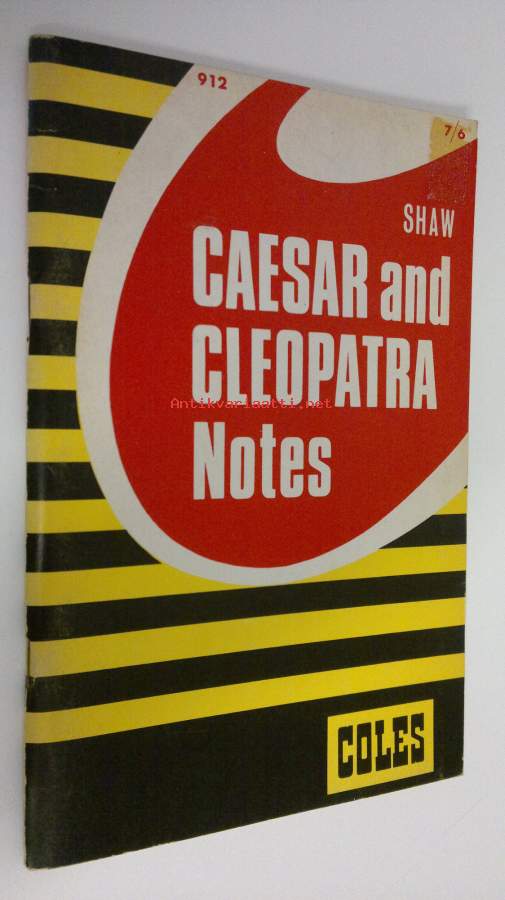 912
7/6
SHAW
CAESAR and
CLEOPATRA
Antikvariaatti.net
Notes
COLES